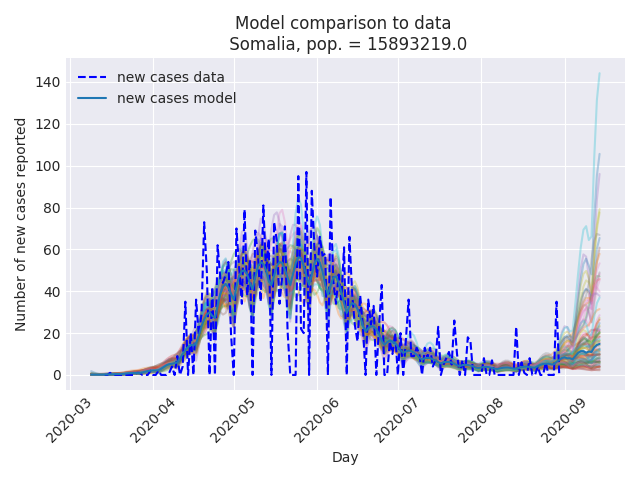 Model comparison to data
Somalia, pop. = 15893219.0
new cases data
new cases model
Number of new cases reported
140
120
100
80
60
40
20
0
2020-03
2020-04
2020-05
2020-06
2020-07
2020-08
2020-09
Day